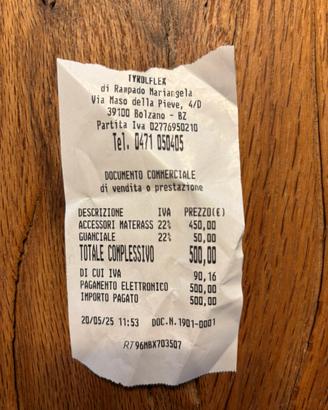 TYROLFLEX
di Rampado Mariangela
Via Maso della Pieve, 4/D
39100 Bolzano - BZ
Partita Iva 02776950210
Tel. 0471 050405
DOCUMENTO COMMERCIALE
di vendita o prestazione
DESCRIZIONE IVA PREZZO(€)
ACCESSORI MATERASS 22% 450,00
GUANCIALE 22% 50,00
TOTALE COMPLESSIVO 500,00
DI CUI IVA 90,16
PAGAMENTO ELETTRONICO 500,00
IMPORTO PAGATO 500,00
20/05/25 11:53 DOC.N.1901-0001
RT 96MBX703507